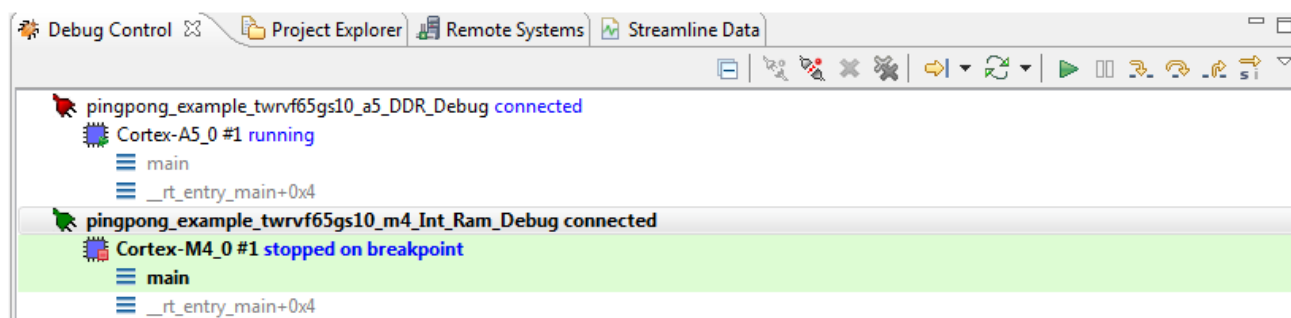 Debug Control Project Explorer Remote Systems Streamline Data
pingpong_example_twrvf65gs10_a5_DDR_Debug connected
Cortex-A5_0 #1 running
main
__rt_entry_main+0x4
pingpong_example_twrvf65gs10_m4_Int_Ram_Debug connected
Cortex-M4_0 #1 stopped on breakpoint
main
__rt_entry_main+0x4